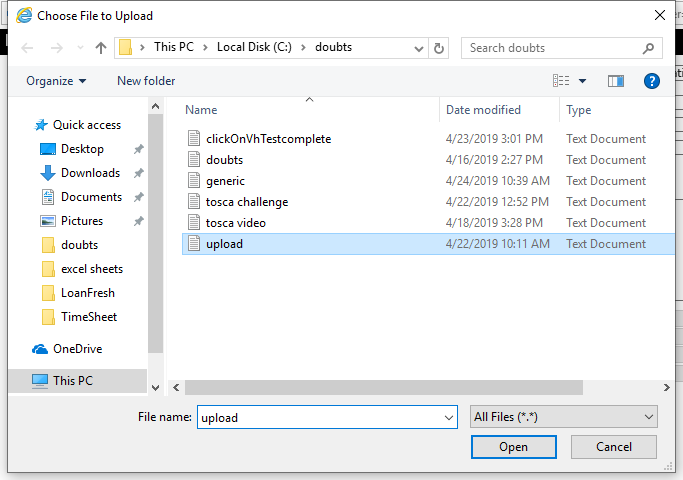 Choose File to Upload
This PC > Local Disk (C:) > doubts
Search doubts
Organize
New folder
Name
Date modified
Type
Quick access
Desktop
Downloads
Documents
Pictures
doubts
excel sheets
LoanFresh
TimeSheet
OneDrive
This PC
clickOnVhTestcomplete 4/23/2019 3:01 PM Text Document
doubts 4/16/2019 2:27 PM Text Document
generic 4/24/2019 10:39 AM Text Document
tosca challenge 4/22/2019 12:52 PM Text Document
tosca video 4/18/2019 3:28 PM Text Document
upload 4/22/2019 10:11 AM Text Document
File name: upload
All Files (*.*)
Open
Cancel